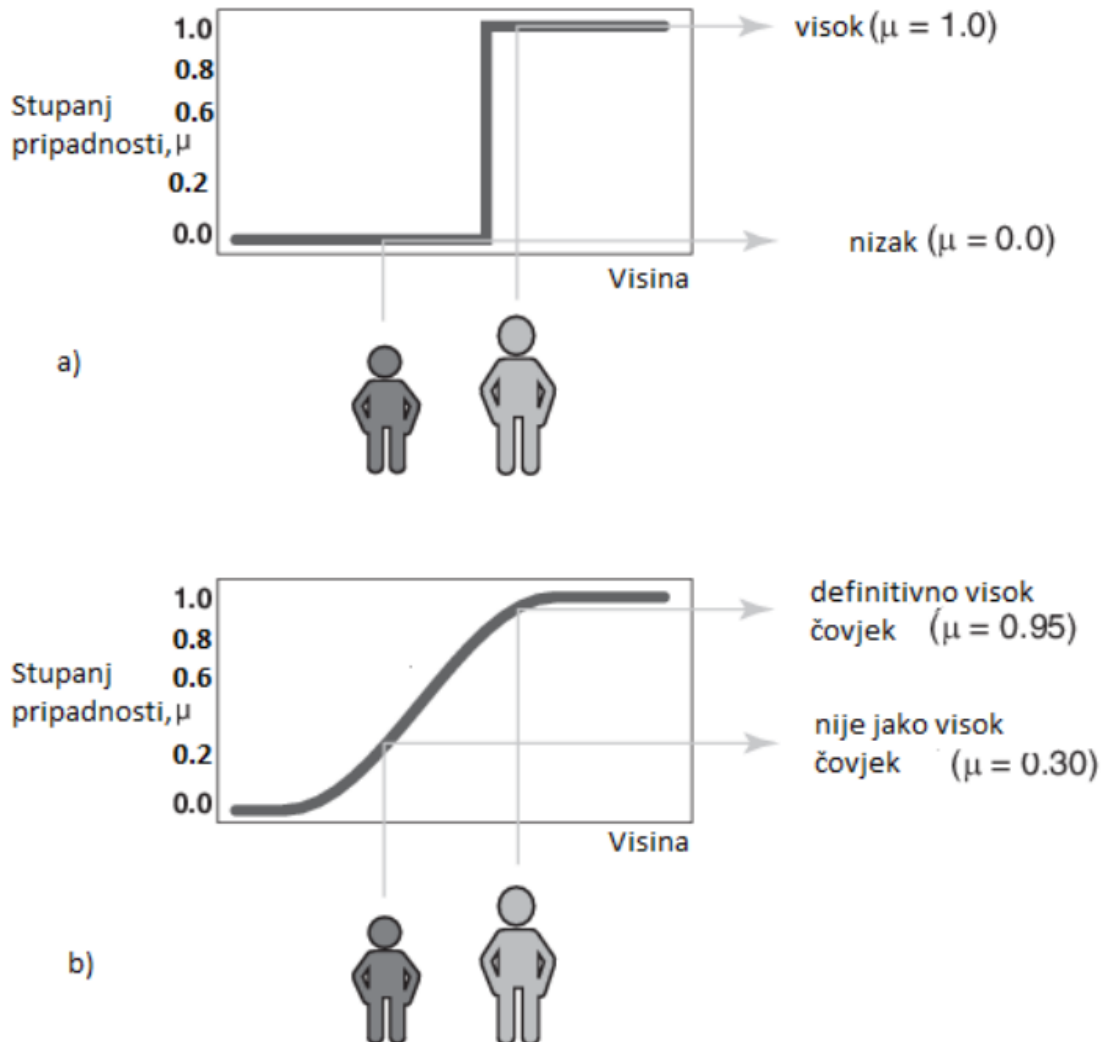 1.0
0.8
Stupanj 0.6
pripadnosti, μ
0.2
0.0
visok (μ = 1.0)
nizak (μ = 0.0)
Visina
a)
1.0
0.8
Stupanj 0.6
pripadnosti, μ
0.2
0.0
definitivno visok
čovjek (μ = 0.95)
nije jako visok
čovjek (μ = 0.30)
Visina
b)